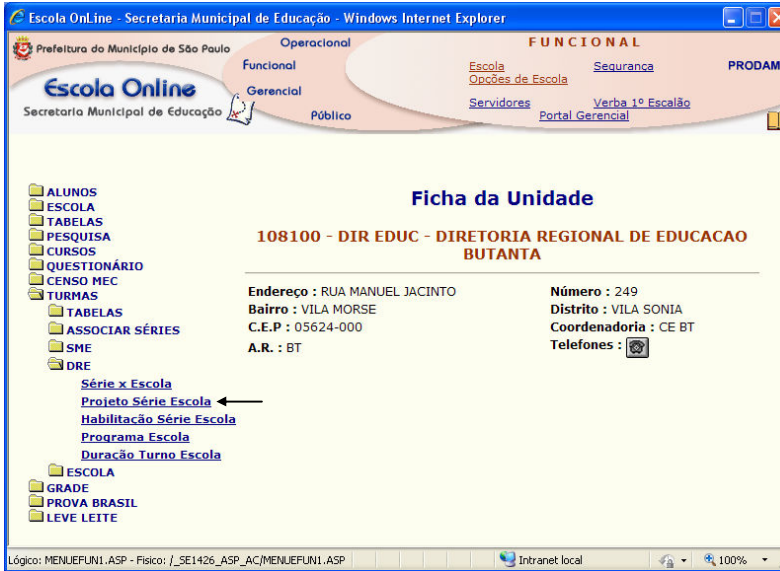 Escola OnLine - Secretaria Municipal de Educação - Windows Internet Explorer
Prefeitura do Município de São Paulo
Escola Online
Secretaria Municipal de Educação
Operacional
Funcional
Gerencial
Público
FUNCIONAL
Escola Segurança
Opções de Escola
Servidores Verba 1º Escalão
Portal Gerencial
PRODAM
ALUNOS
ESCOLA
TABELAS
PESQUISA
CURSOS
QUESTIONÁRIO
CENSO MEC
TURMAS
TABELAS
ASSOCIAR SÉRIES
SME
DRE
Série x Escola
Projeto Série Escola
Habilitacão Série Escola
Programa Escola
Duracão Turno Escola
ESCOLA
GRADE
PROVA BRASIL
LEVE LEITE
Ficha da Unidade
108100 - DIR EDUC - DIRETORIA REGIONAL DE EDUCACAO
BUTANTA
Endereço : RUA MANUEL JACINTO Número : 249
Bairro : VILA MORSE Distrito : VILA SONIA
C.E.P : 05624-000 Coordenadoria : CE BT
A.R. : BT Telefones :
Lógico: MENUEFUN1.ASP - Fisico: /_SE1426_ASP_AC/MENUEFUN1.ASP Intranet local 100%